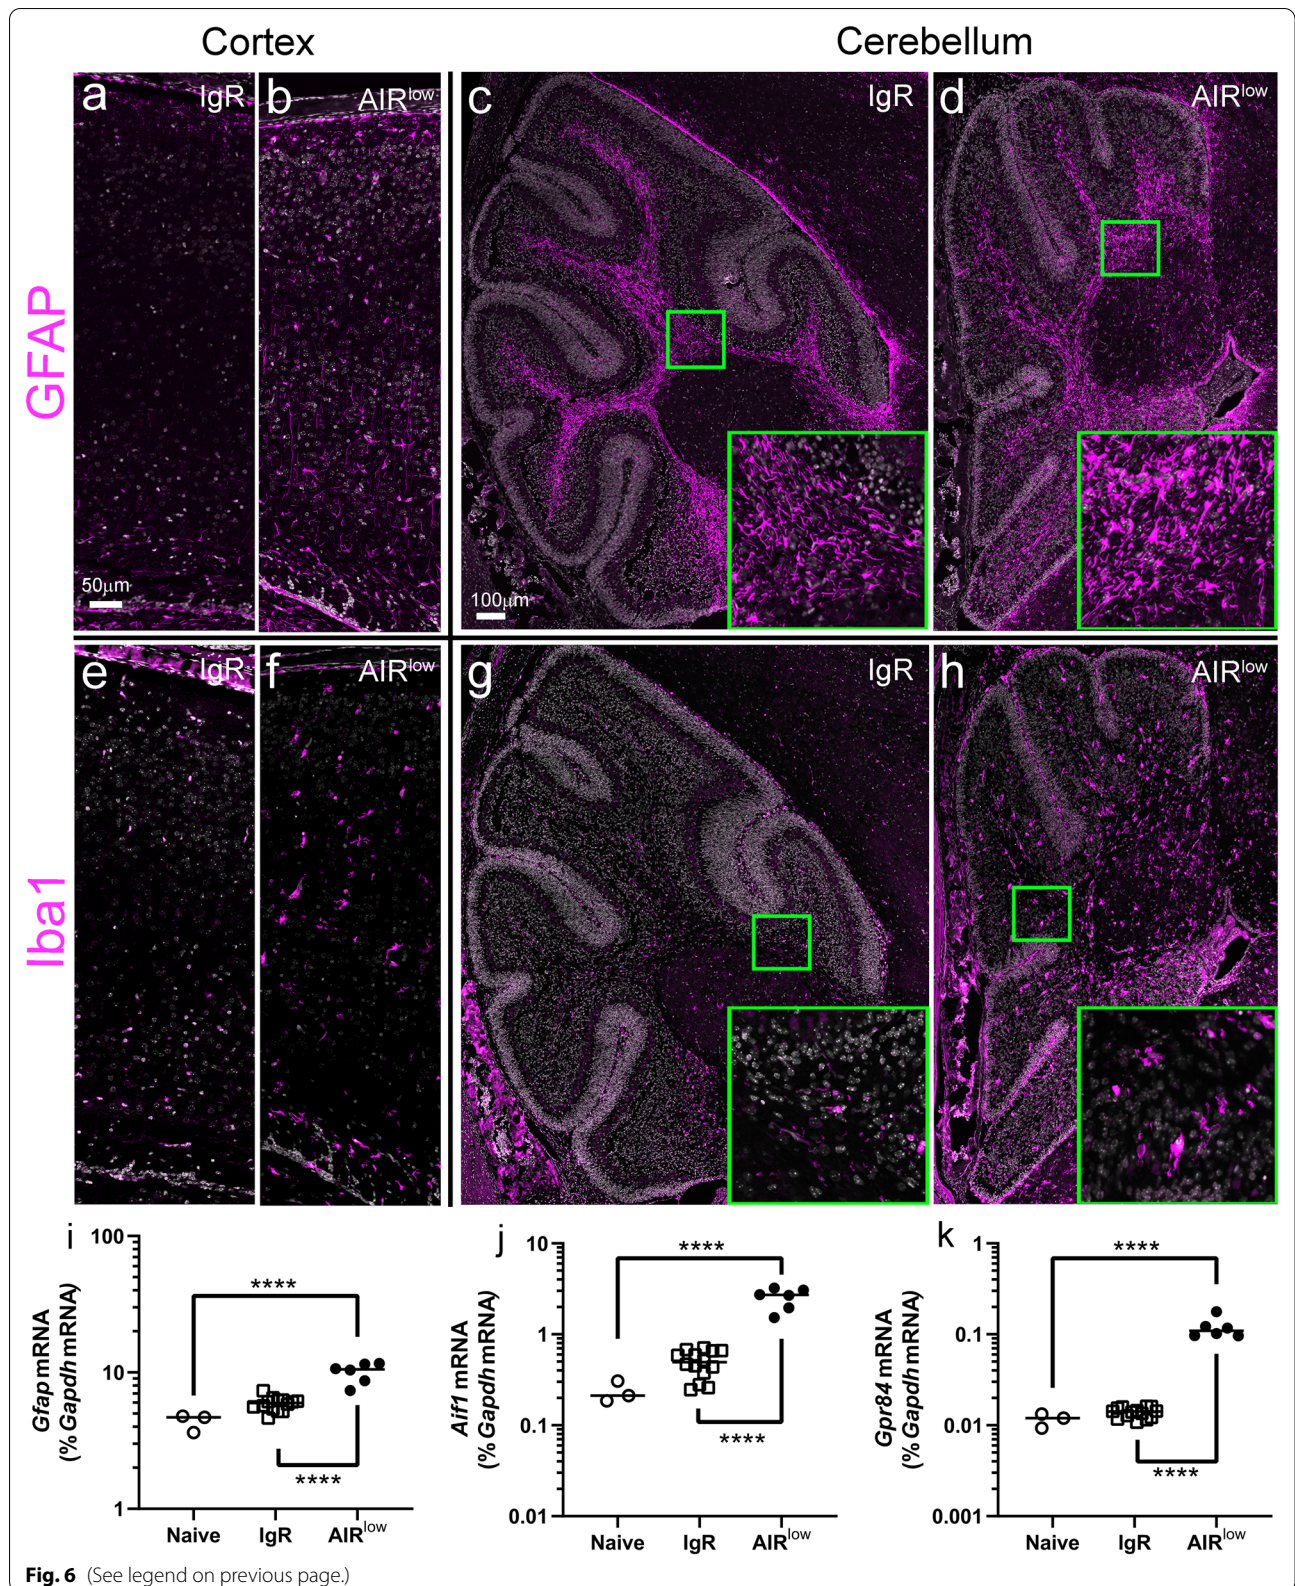 Cortex
Cerebellum
GFAP
a IgR
b AIRlow
c IgR
d AIRlow
50µm
100µm
Iba1
e IgR
f AIRlow
g IgR
h AIRlow
i
Gfap mRNA
(% Gapdh mRNA)
100
10
1
****
****
Naive IgR AIRlow
j
Aif1 mRNA
(% Gapdh mRNA)
10
1
0.1
0.01
****
****
Naive IgR AIRlow
k
Gpr84 mRNA
(% Gapdh mRNA)
1
0.1
0.01
0.001
****
****
Naive IgR AIRlow
Fig. 6 (See legend on previous page.)